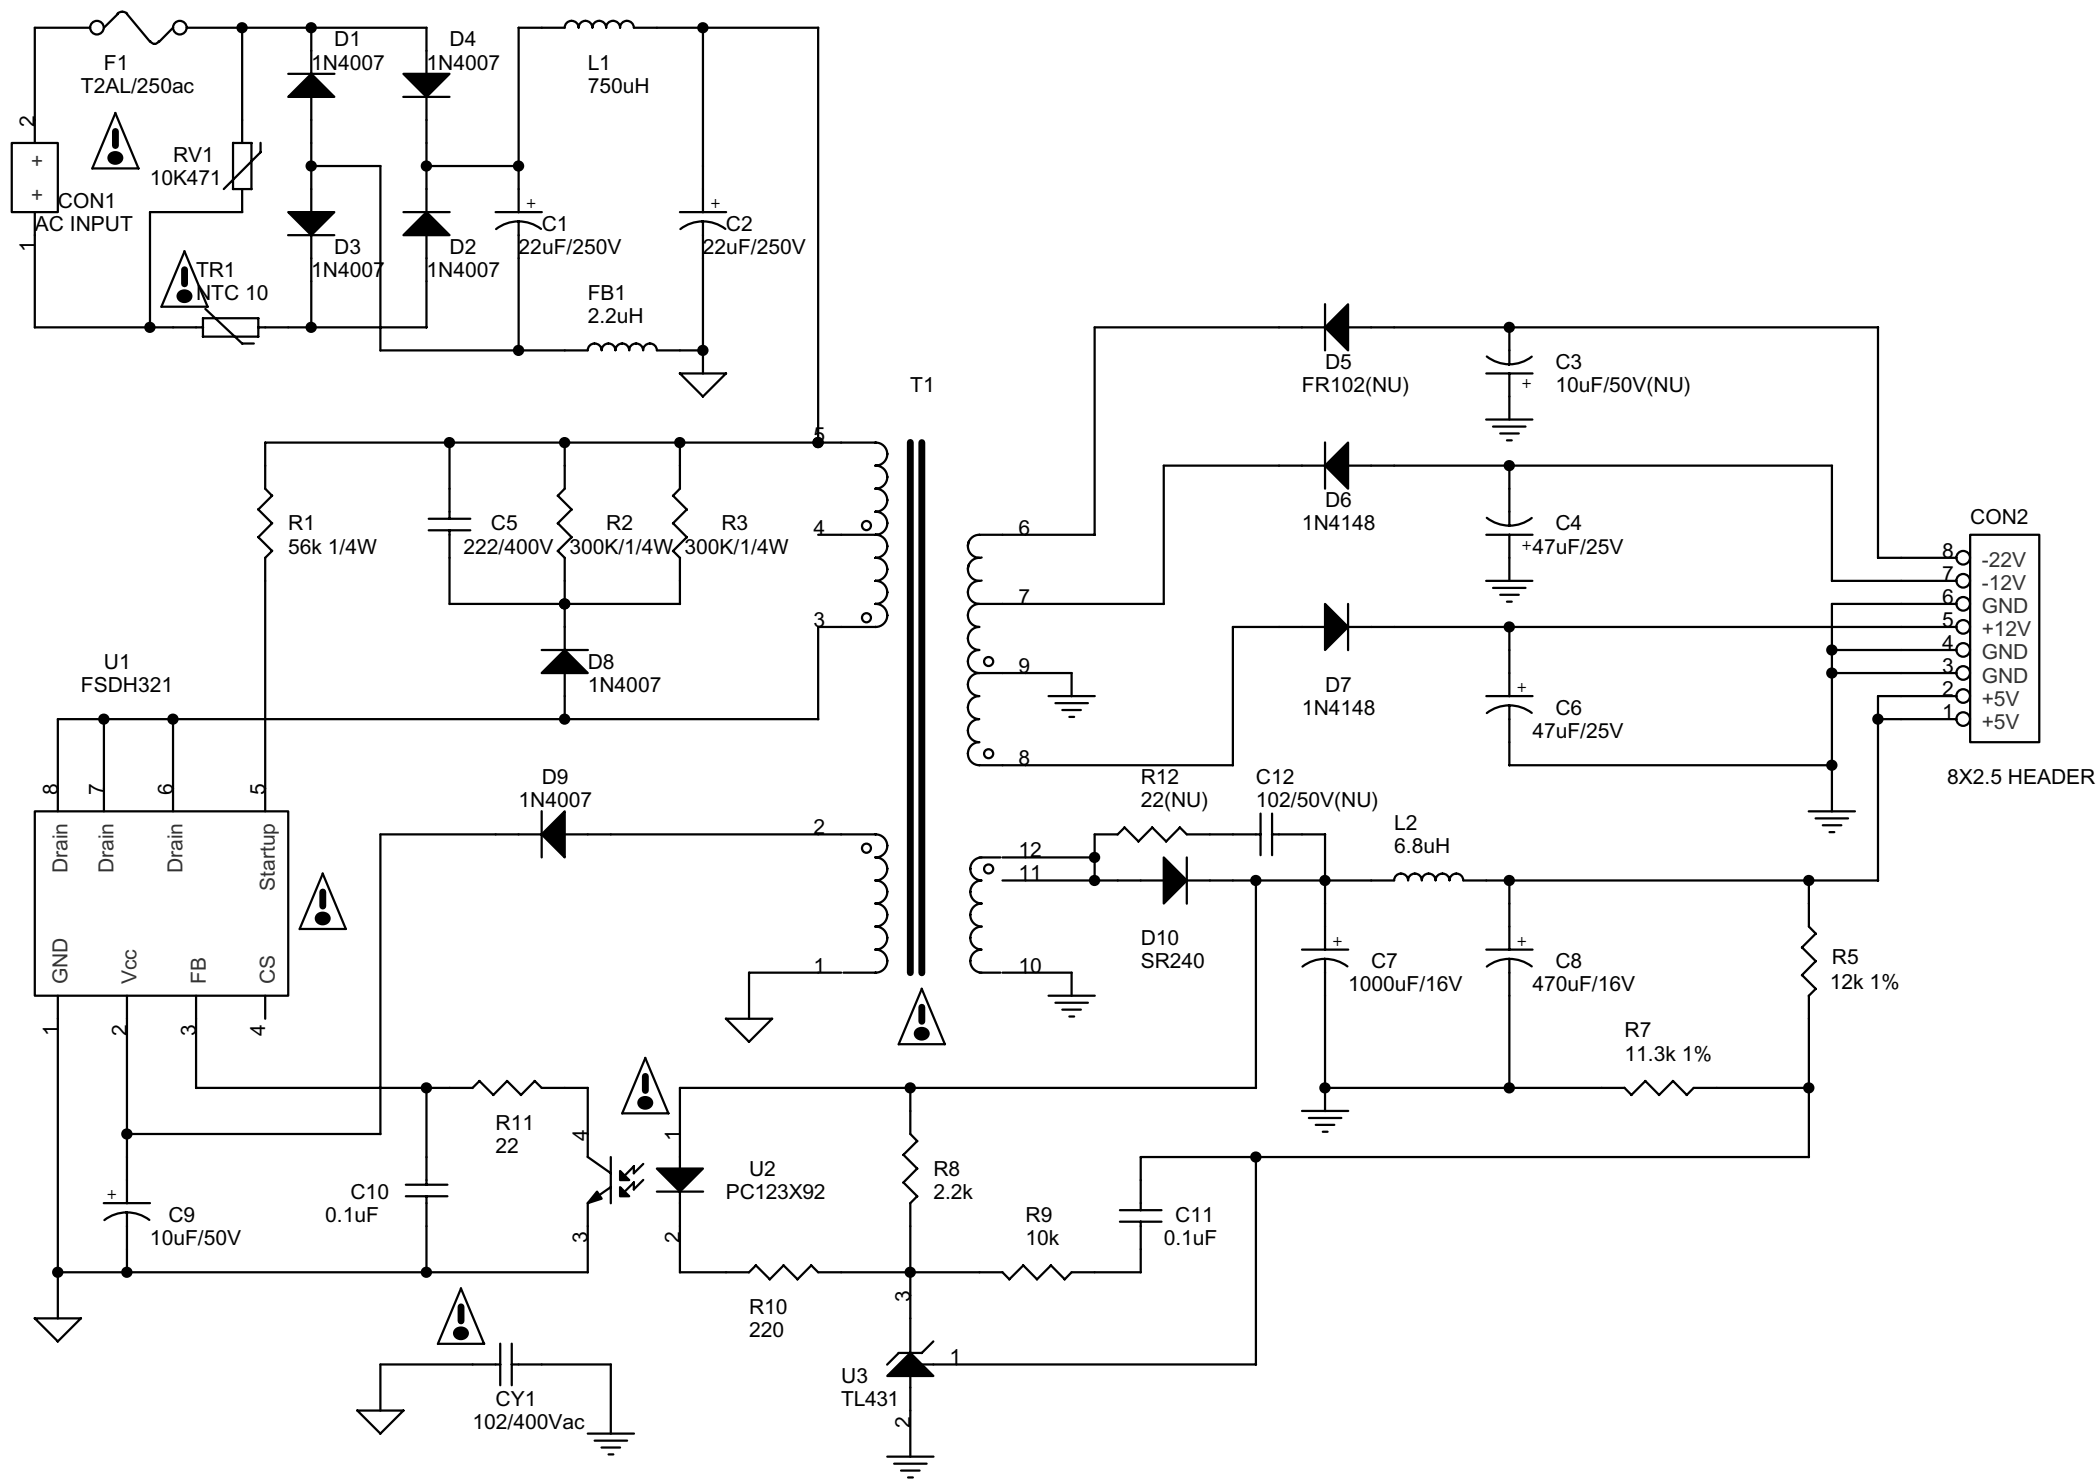 F1
T2AL/250ac
D1
1N4007
D4
1N4007
L1
750uH
2
+
+
CON1
AC INPUT
1
RV1
10K471
D3
1N4007
D2
1N4007
+
C1
22uF/250V
+
C2
22uF/250V
TR1
NTC 10
FB1
2.2uH
T1
D5
FR102(NU)
C3
10uF/50V(NU)
+
D6
1N4148
C4
47uF/25V
+
5
4
3
R1
56k 1/4W
C5
222/400V
R2
300K/1/4W
R3
300K/1/4W
6
7
9
8
CON2
8
-22V
7
-12V
6
GND
5
+12V
4
GND
3
GND
2
+5V
1
+5V
8X2.5 HEADER
D8
1N4007
D7
1N4148
+
C6
47uF/25V
U1
FSDH321
8
7
6
5
Drain
Drain
Drain
Startup
GND
Vcc
FB
CS
1
2
3
4
D9
1N4007
2
1
12
11
10
R12
22(NU)
C12
102/50V(NU)
L2
6.8uH
D10
SR240
+
C7
1000uF/16V
+
C8
470uF/16V
R5
12k 1%
R7
11.3k 1%
R11
22
4
3
1
2
U2
PC123X92
R8
2.2k
R9
10k
C11
0.1uF
+
C9
10uF/50V
C10
0.1uF
R10
220
3
1
2
U3
TL431
CY1
102/400Vac